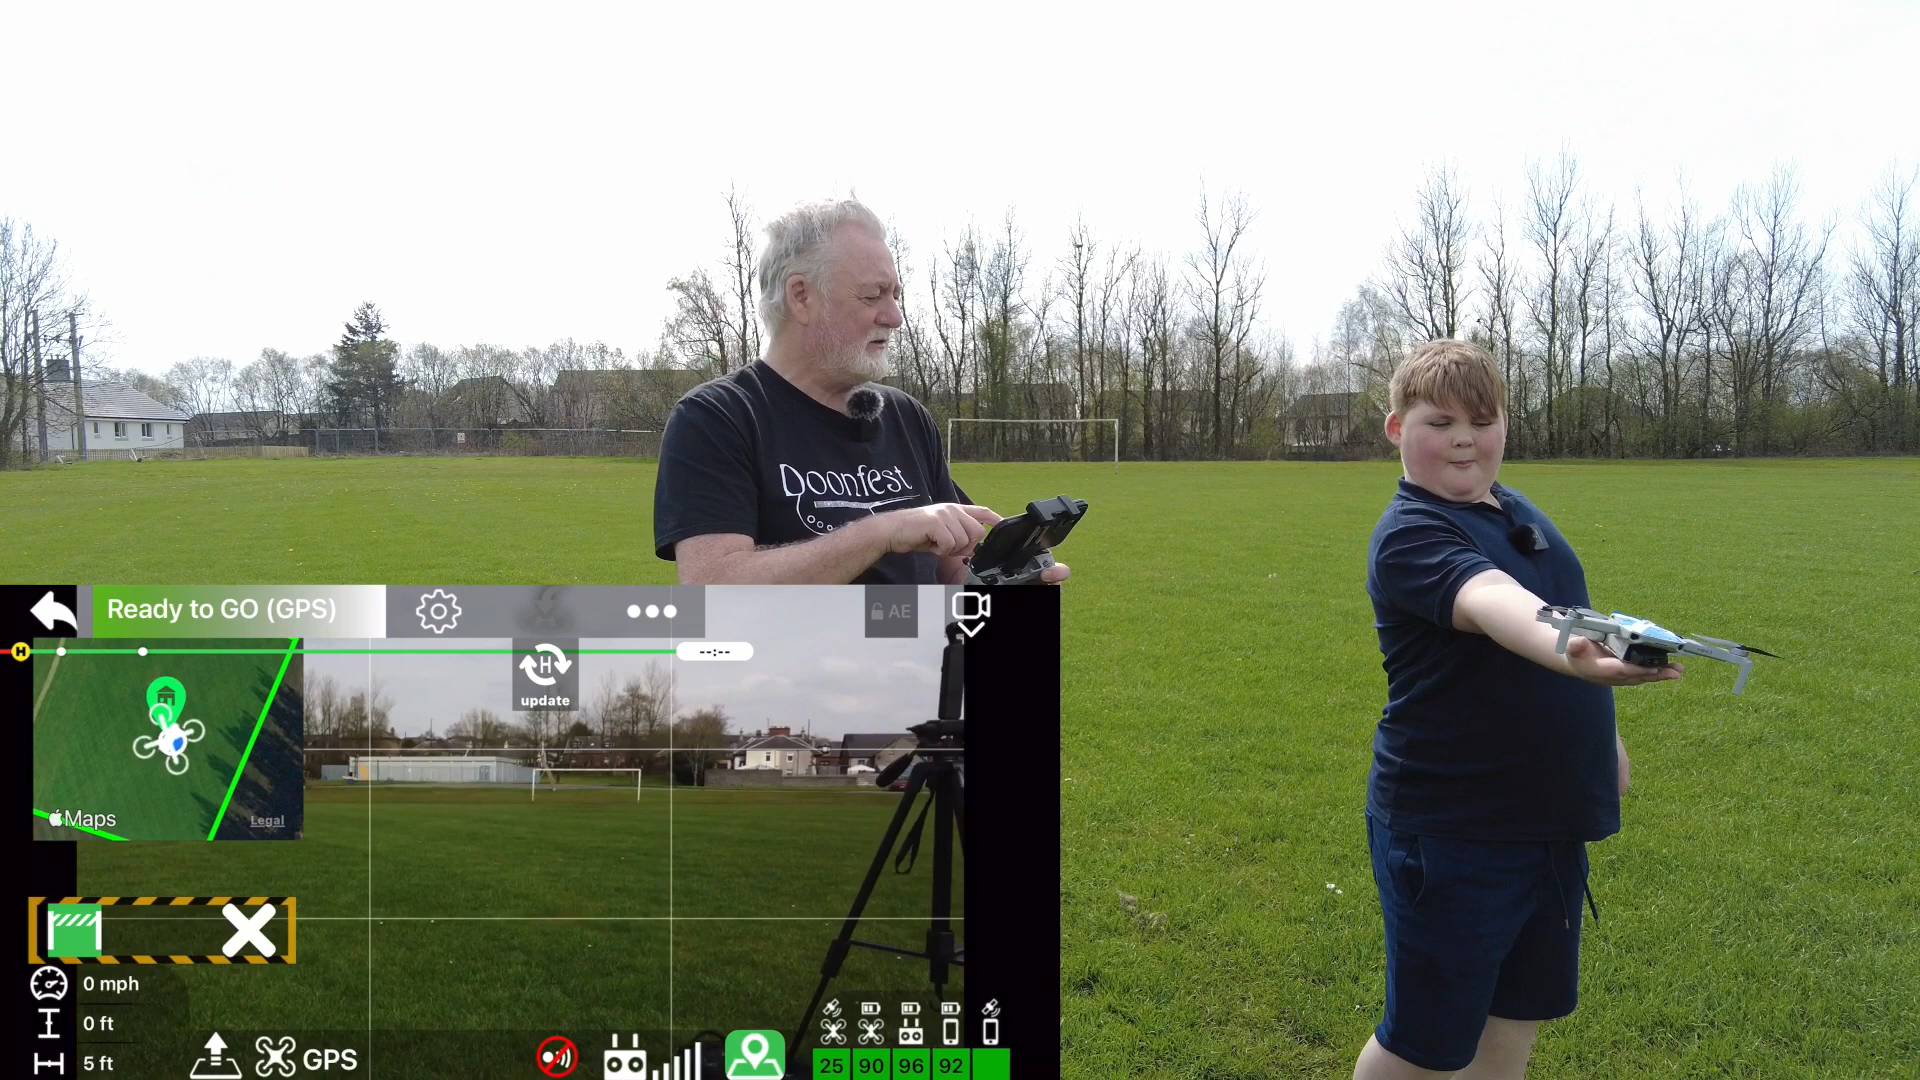 Doonfest
Ready to GO (GPS)
AE
H
--:--
H
update
Maps
Legal
0 mph
0 ft
5 ft
GPS
25 90 96 92